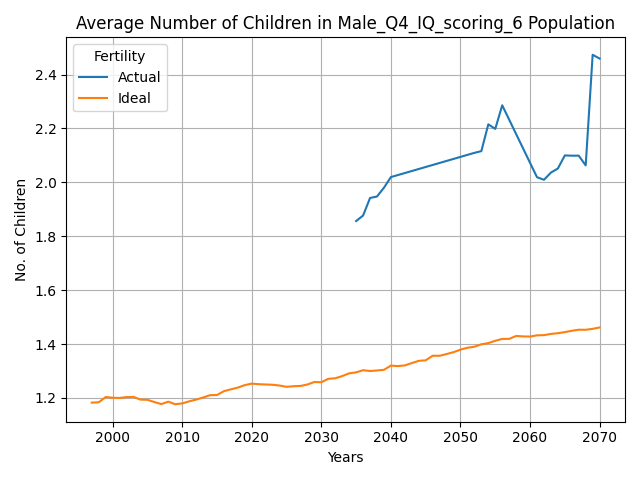 Average Number of Children in Male_Q4_IQ_scoring_6 Population
Fertility
Actual
Ideal
No. of Children
2.4
2.2
2.0
1.8
1.6
1.4
1.2
2000 2010 2020 2030 2040 2050 2060 2070
Years